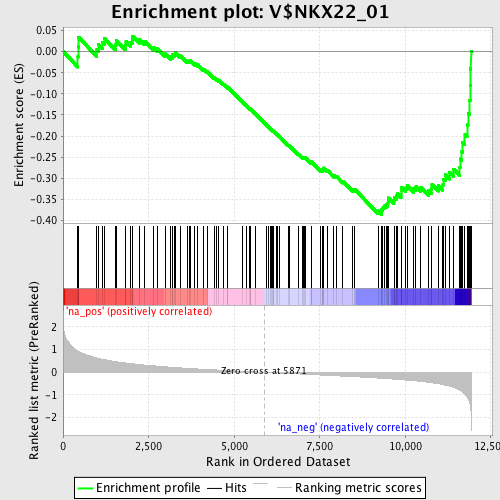 Enrichment plot: V$NKX22_01
Enrichment score (ES)
0.05
0.00
-0.05
-0.10
-0.15
-0.20
-0.25
-0.30
-0.35
-0.40
'na_pos' (positively correlated)
Ranked list metric (PreRanked)
2
1
0
-1
-2
Zero cross at 5871
'na_neg' (negatively correlated)
0
2,500
5,000
7,500
10,000
12,500
Rank in Ordered Dataset
Enrichment profile
Hits
Ranking metric scores